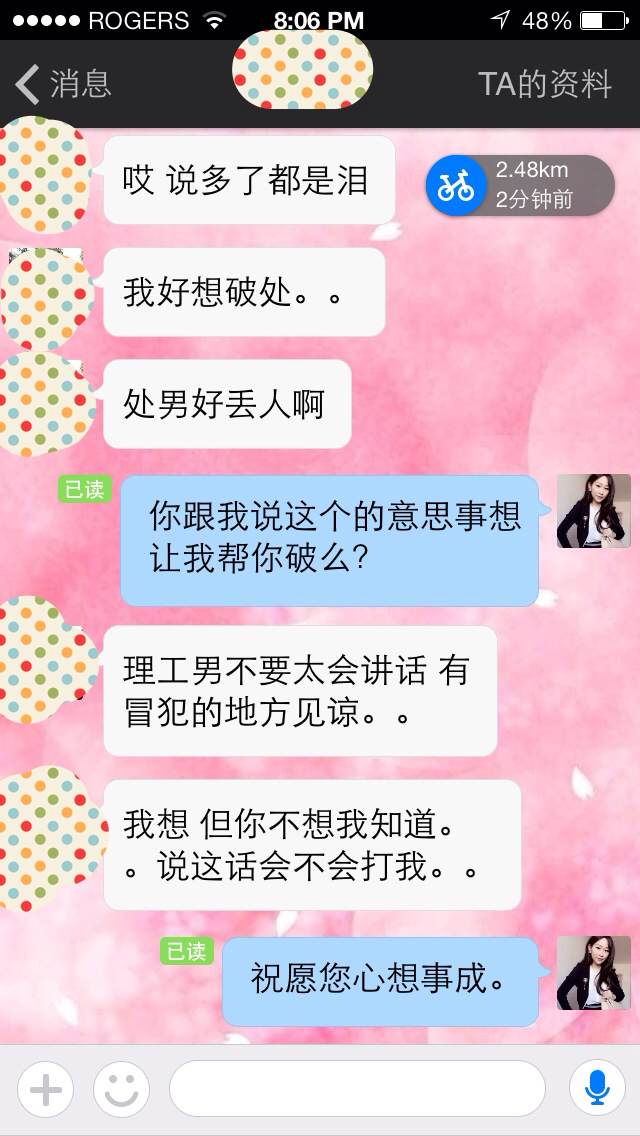 ROGERS 8:06 PM 48%
消息 TA的资料
哎 说多了都是泪
2.48km
2分钟前
我好想破处。。
处男好丢人啊
已读
你跟我说这个的意思事想
让我帮你破么?
理工男不要太会讲话 有
冒犯的地方见谅。。
我想 但你不想我知道。
。说这话会不会打我。。
已读
祝愿您心想事成。